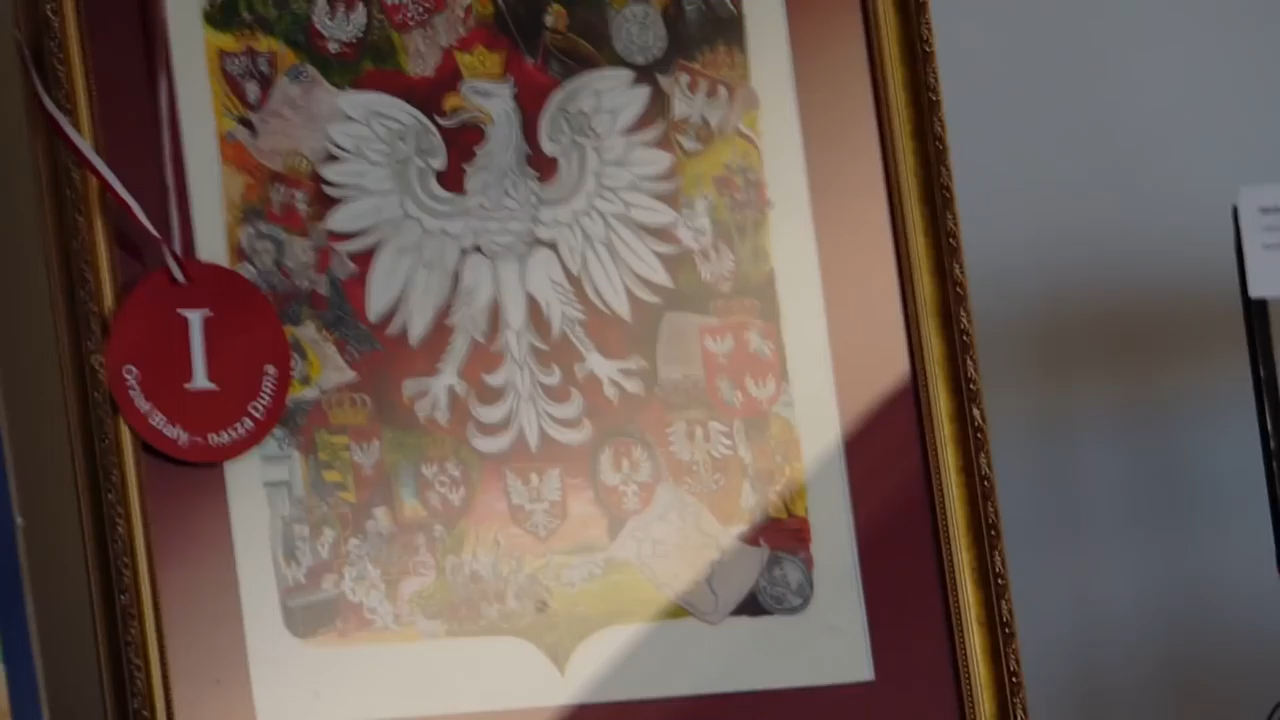 I
Orzeł Biały – nasza Duma